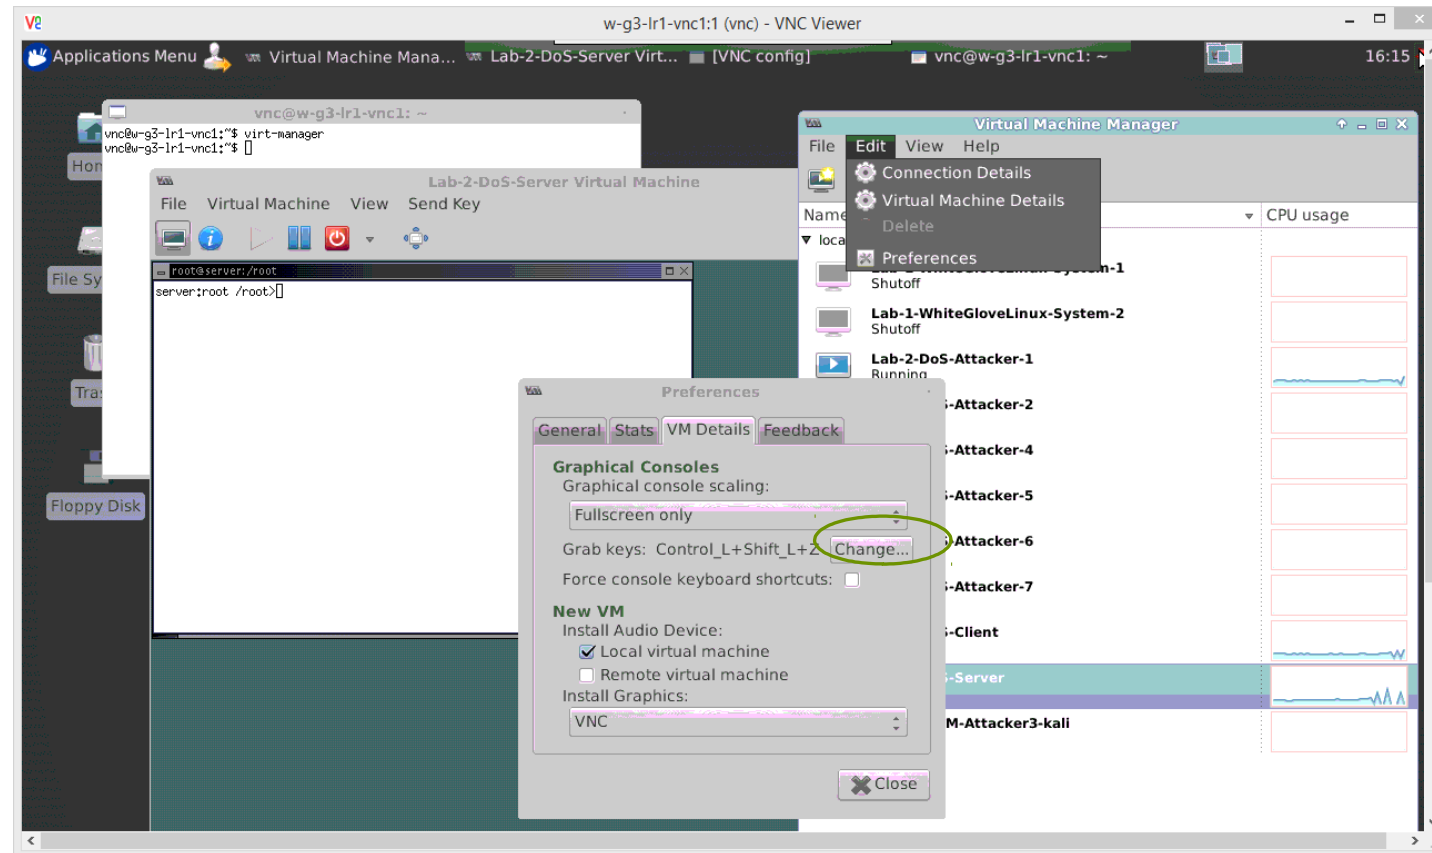 w-g3-lr1-vnc1:1 (vnc) - VNC Viewer
Applications Menu
Virtual Machine Mana...
Lab-2-DoS-Server Virt...
[VNC config]
vnc@w-g3-lr1-vnc1: ~
16:15
vnc@w-g3-lr1-vnc1: ~
vnc@w-g3-lr1-vnc1:~$ virt-manager
vnc@w-g3-lr1-vnc1:~$
Hom
File Sy
Tra
Floppy Disk
Lab-2-DoS-Server Virtual Machine
File Virtual Machine View Send Key
root@server:/root
server:root /root>
Virtual Machine Manager
File Edit View Help
Connection Details
Virtual Machine Details
Delete
Preferences
Name
CPU usage
loca
n-1
Shutoff
Lab-1-WhiteGloveLinux-System-2
Shutoff
Lab-2-DoS-Attacker-1
Running
-Attacker-2
-Attacker-4
-Attacker-5
-Attacker-6
-Attacker-7
-Client
-Server
M-Attacker3-kali
Preferences
General Stats VM Details Feedback
Graphical Consoles
Graphical console scaling:
Fullscreen only
Grab keys: Control_L+Shift_L+Z Change...
Force console keyboard shortcuts:
New VM
Install Audio Device:
Local virtual machine
Remote virtual machine
Install Graphics:
VNC
Close